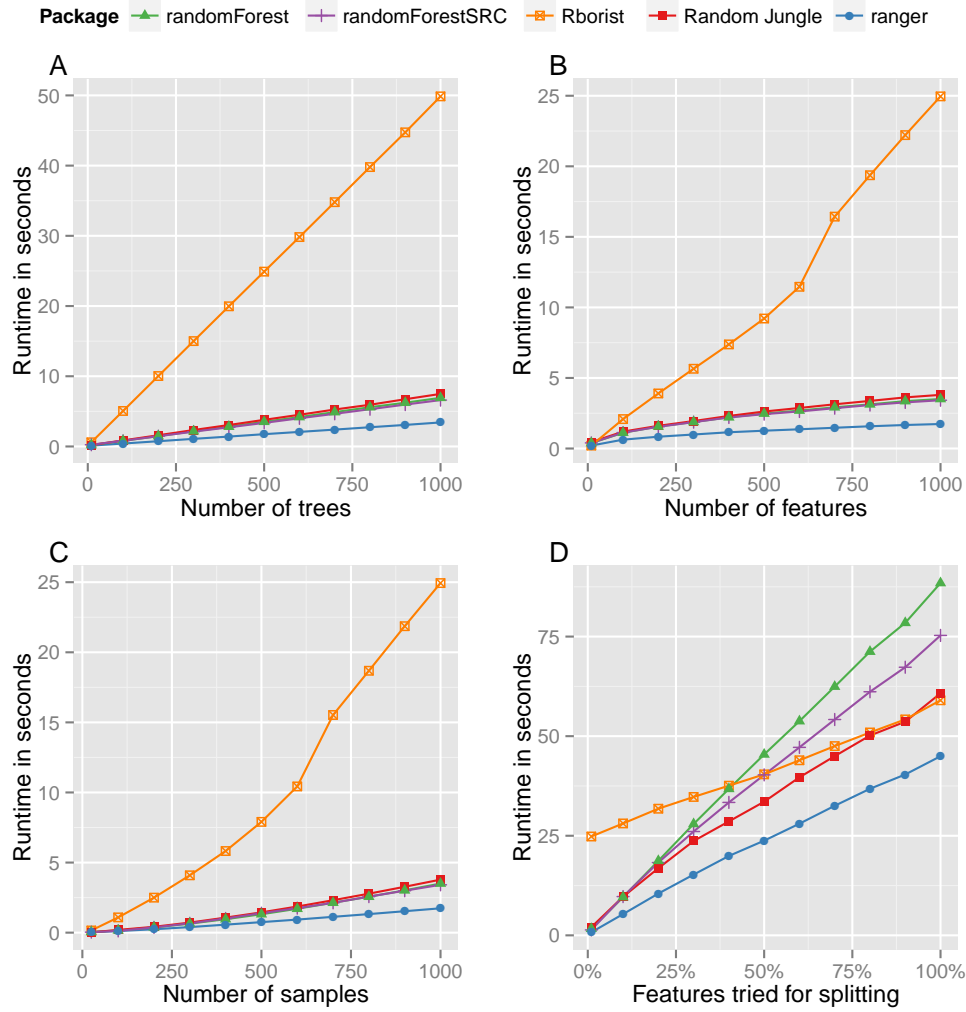 Package randomForest randomForestSRC Rborist Random Jungle ranger
A
50
40
30
20
10
0
Runtime in seconds
0 250 500 750 1000
Number of trees
B
25
20
15
10
5
0
Runtime in seconds
0 250 500 750 1000
Number of features
C
25
20
15
10
5
0
Runtime in seconds
0 250 500 750 1000
Number of samples
D
75
50
25
0
Runtime in seconds
0% 25% 50% 75% 100%
Features tried for splitting